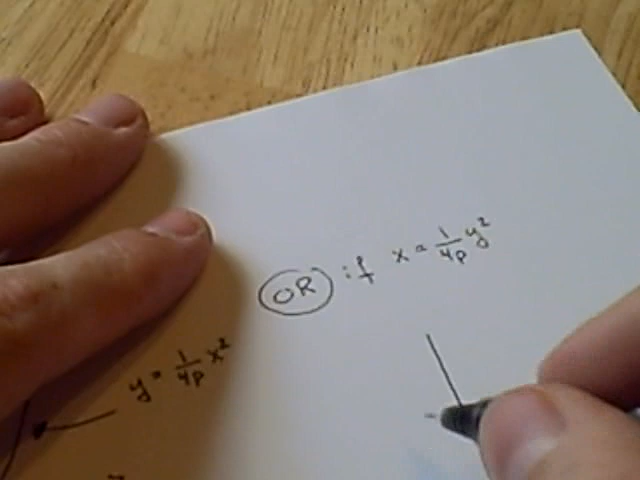 OR if x = 1/4p y²
y = 1/4p x²